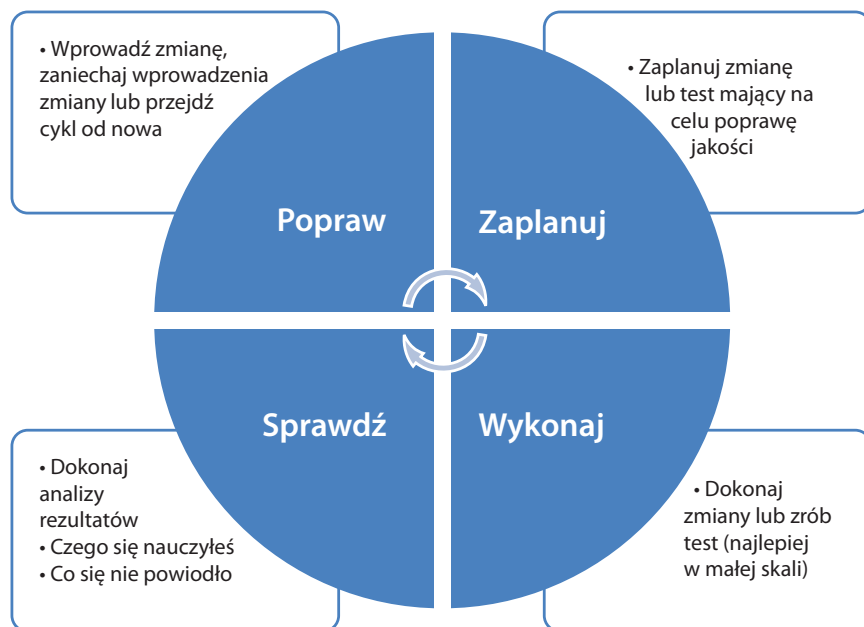 • Wprowadź zmianę,
zaniechaj wprowadzenia
zmiany lub przejdź
cykl od nowa
• Zaplanuj zmianę
lub test mający na
celu poprawę
jakości
Popraw
Zaplanuj
Sprawdź
Wykonaj
• Dokonaj
analizy
rezultatów
• Czego się nauczyłeś
• Co się nie powiodło
• Dokonaj
zmiany lub zrób
test (najlepiej
w małej skali)